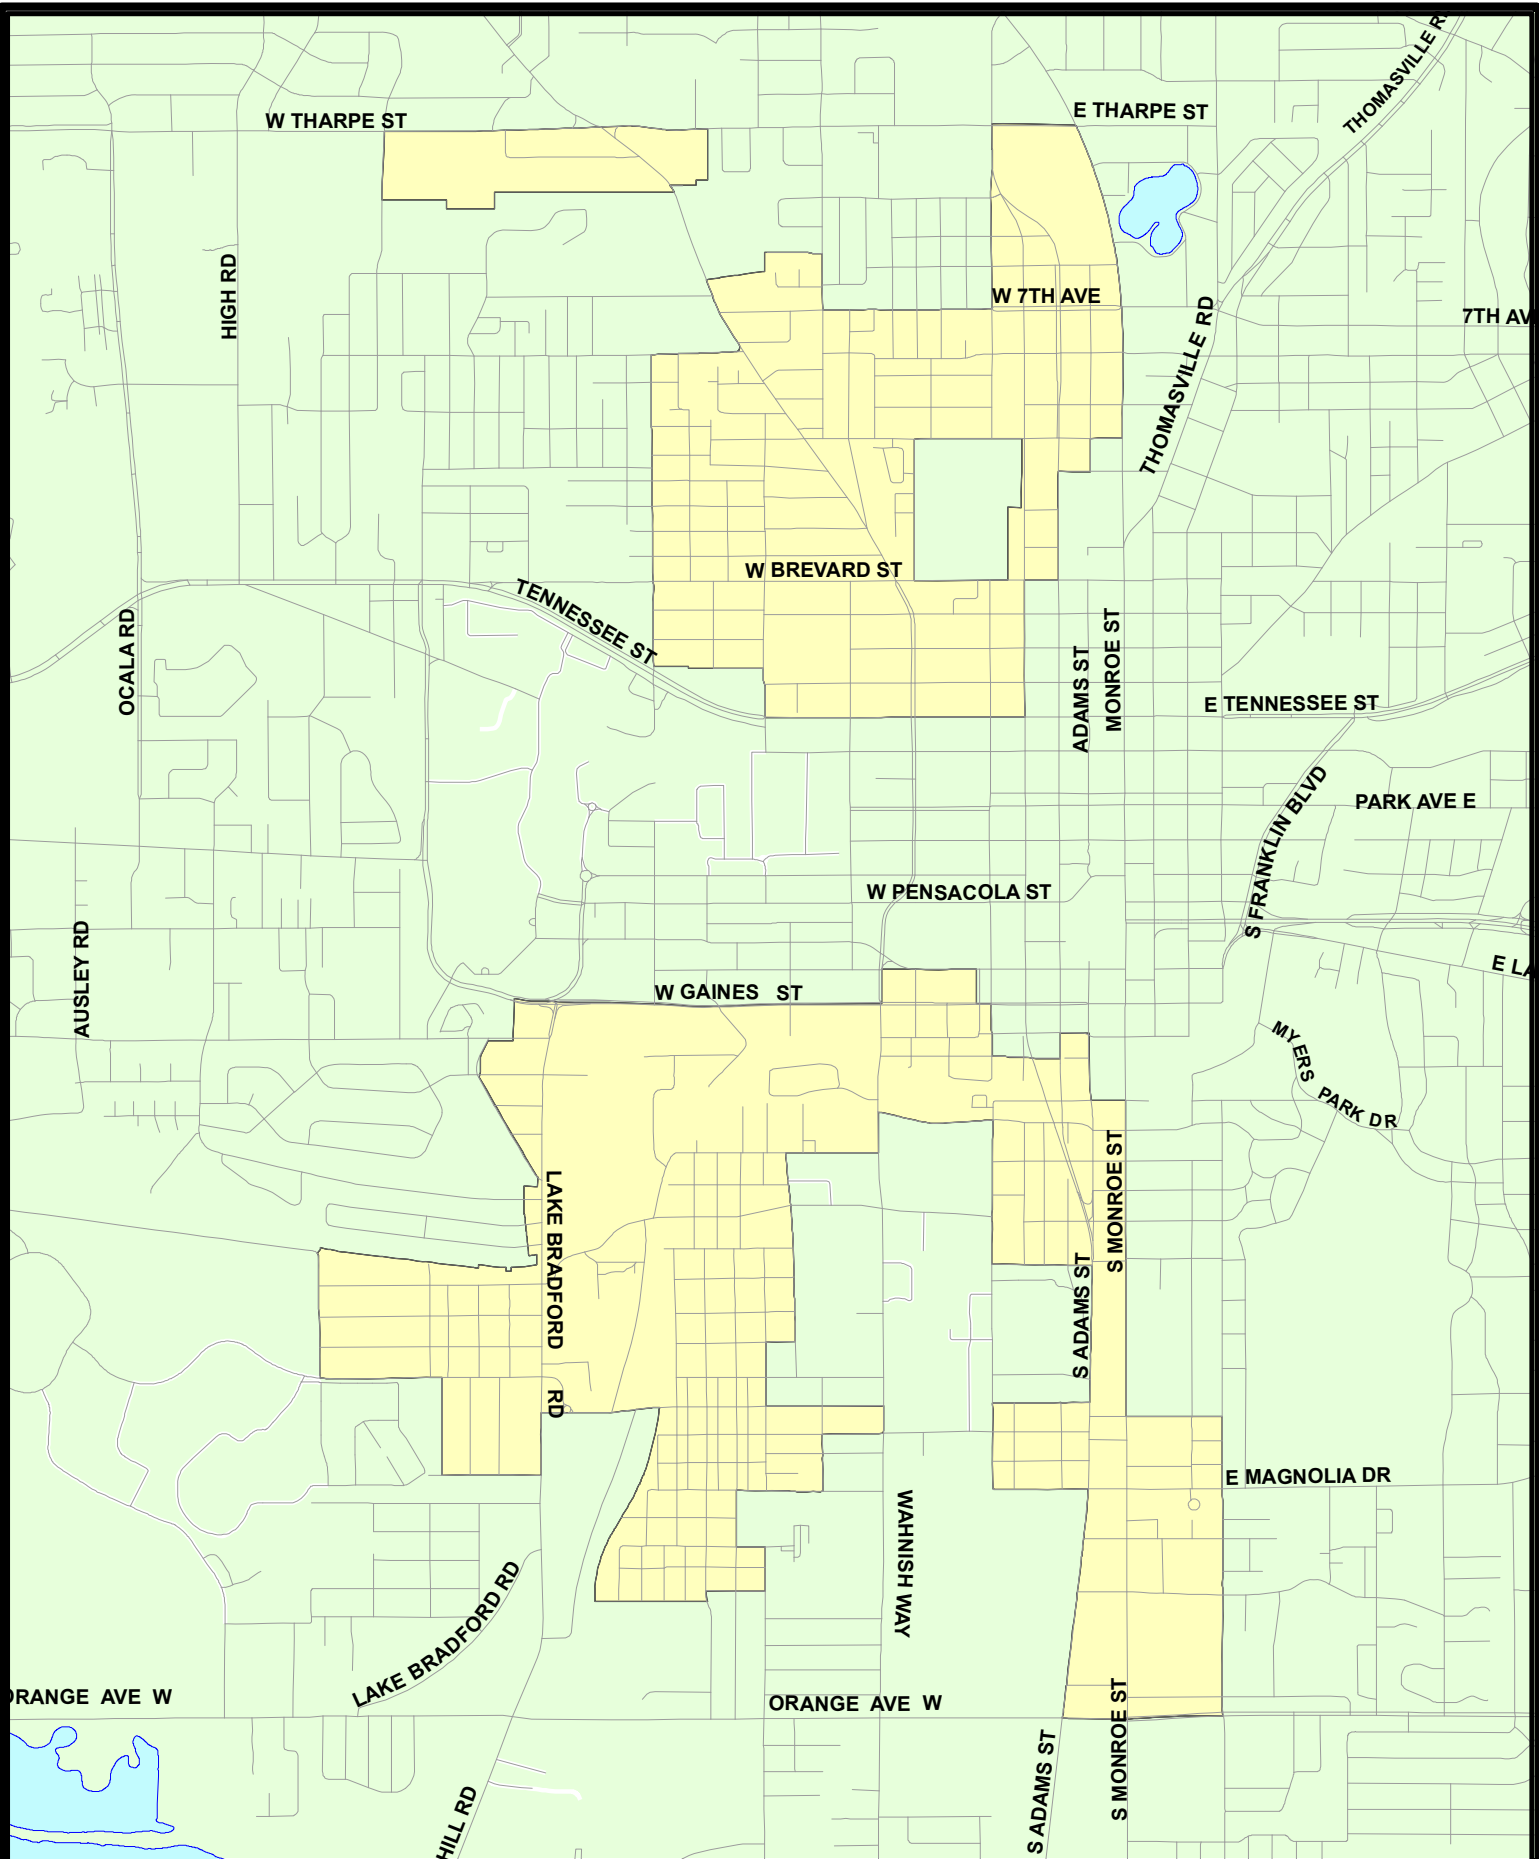 THOMASVILLE R
E THARPE ST
W THARPE ST
HIGH RD
W 7TH AVE
7TH AV
THOMASVILLE RD
W BREVARD ST
TENNESSEE ST
OCALA RD
ADAMS ST
MONROE ST
E TENNESSEE ST
S FRANKLIN BLVD
PARK AVE E
W PENSACOLA ST
AUSLEY RD
E LA
W GAINES ST
MYERS PARK DR
LAKE BRADFORD RD
S MONROE ST
S ADAMS ST
E MAGNOLIA DR
WAHNISH WAY
LAKE BRADFORD RD
RANGE AVE W
ORANGE AVE W
S MONROE ST
S ADAMS ST
HILL RD